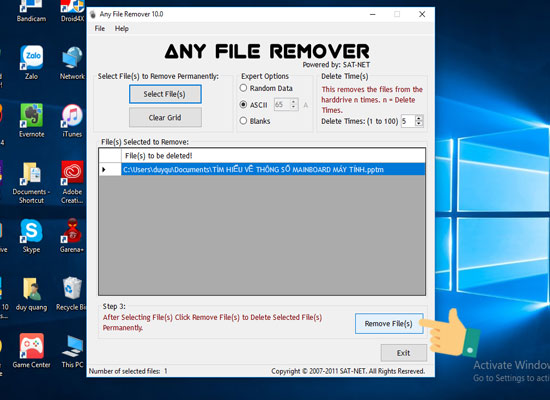 Bandicam
Droid4X
Zalo
Network
Evernote
iTunes
Documents - Shortcut
Adobe Creati...
Skype
Garena+
duy quang
Recycle Bin
Game Center
This PC
Any File Remover 10.0
File Help
ANY FILE REMOVER
Powered by: SAT-NET
Select File(s) to Remove Permanently:
Select File(s)
Clear Grid
Expert Options
Random Data
ASCII 65 A
Blanks
Delete Time(s)
This removes the files from the
harddrive n times. n = Delete
Times.
Delete Times: (1 to 100) 5
File(s) Selected to Remove:
File(s) to be deleted!
C:\Users\duyqu\Documents\TÌM HIỂU VỀ THÔNG SỐ MAINBOARD MÁY TÍNH.pptm
Step 3:
After Selecting File(s) Click Remove File(s) to Delete Selected File(s)
Permanently.
Remove File(s)
Exit
Number of selected files: 1
Copyright © 2007-2011 SAT-NET. All Rights Resreved.
Activate Window
Go to Settings to acti